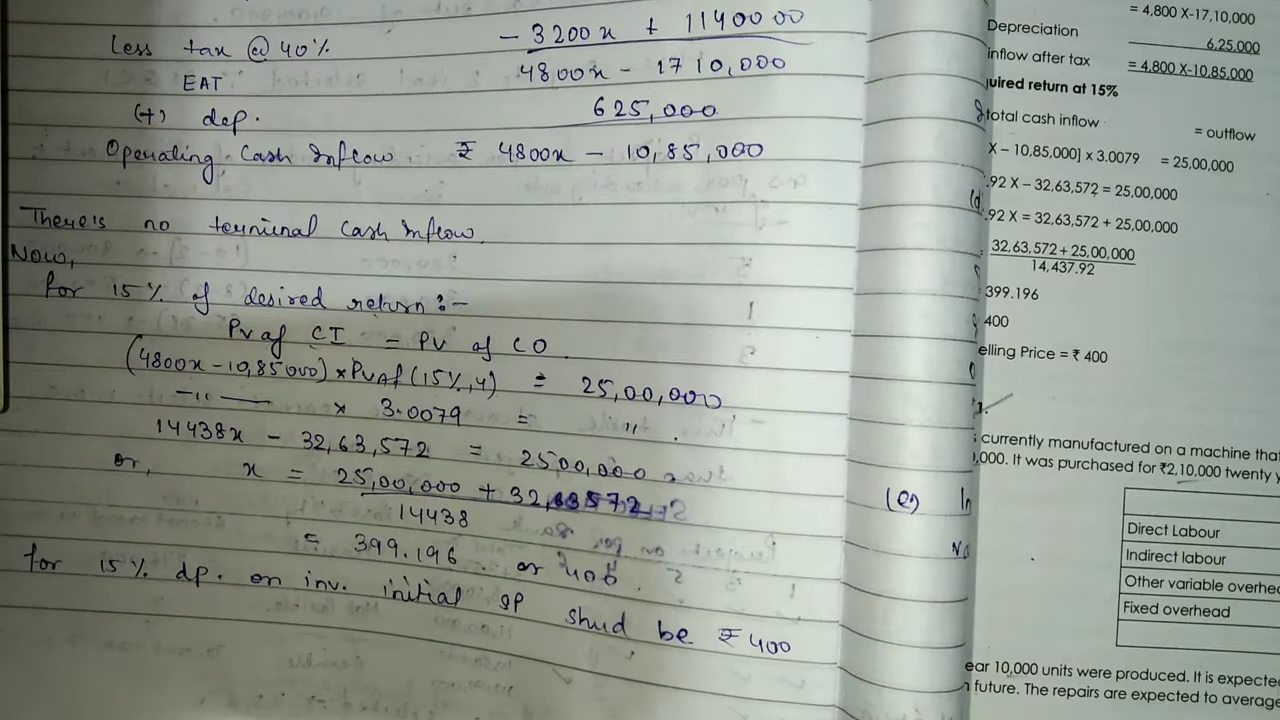 less tax @ 40% - 3200x + 1140000
EAT 4800x - 1710,000
(+) dep. 625,000
Operating Cash Inflow ₹ 4800x - 10,85,000
There's no terminal Cash Inflow.
Now,
for 15% of desired return :-
PV of CI = PV of CO
(4800x - 10,85000) x PVAF (15%,4) = 25,00,000
-"- x 3.0079 = ".
14438x - 32,63,572 = 2500,000
or, x = 25,00,000 + 32,63572
14438
= 399.196 or 400.
for 15% dp. on inv. initial SP shud be ₹400
(e) In
No
= 4,800 X-17,10,000
Depreciation 6,25,000
inflow after tax = 4,800 X-10,85,000
uired return at 15%
total cash inflow = outflow
X – 10,85,000] x 3.0079 = 25,00,000
.92 X – 32,63,572 = 25,00,000
.92 X = 32,63,572 + 25,00,000
32,63,572 + 25,00,000
14,437.92
399.196
400
elling Price = ₹ 400
currently manufactured on a machine that
,000. It was purchased for ₹2,10,000 twenty y
Direct Labour
Indirect labour
Other variable overhe
Fixed overhead
ear 10,000 units were produced. It is expecte
future. The repairs are expected to average